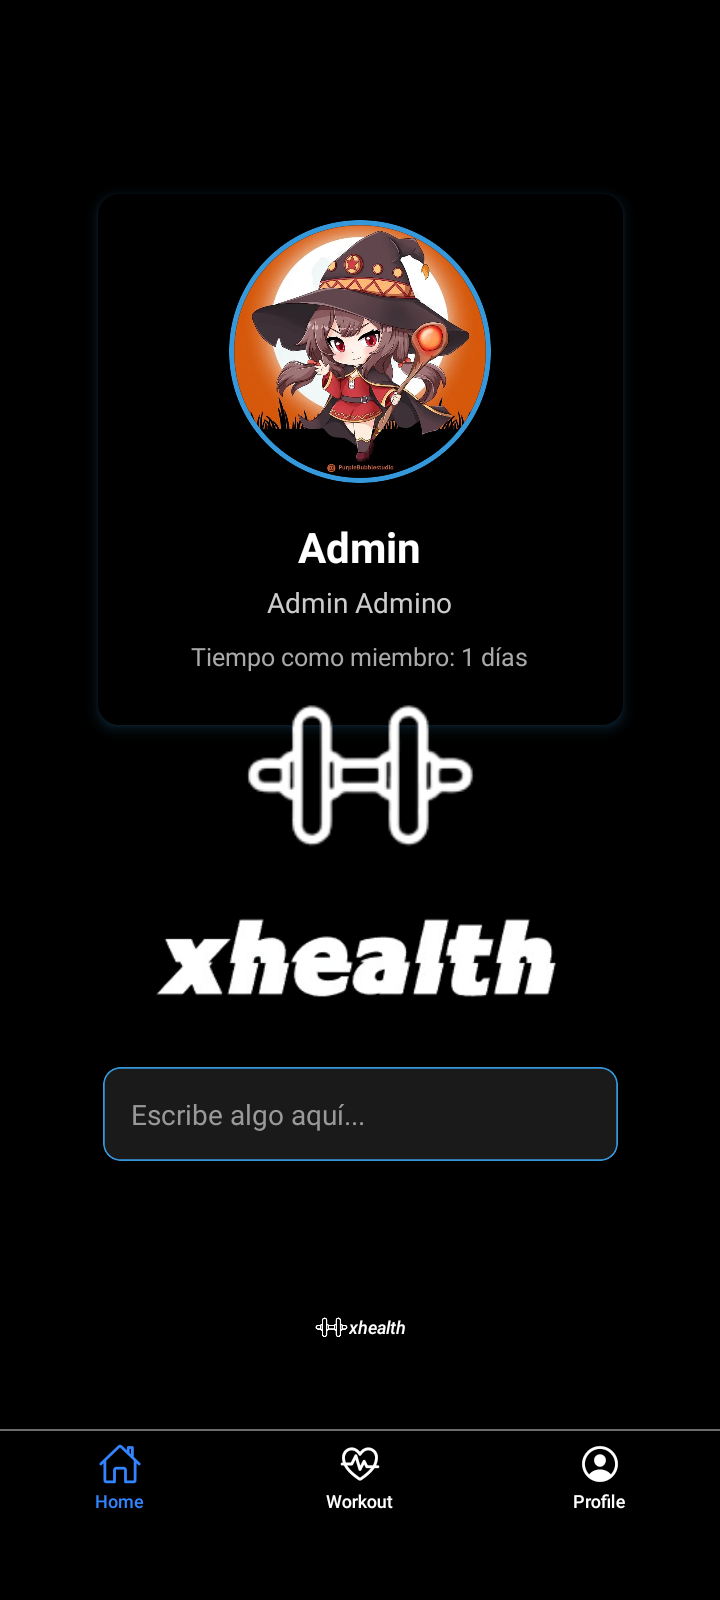 PurpleBubblestudio
Admin
Admin Admino
Tiempo como miembro: 1 días
xhealth
Escribe algo aquí...
xhealth
Home
Workout
Profile